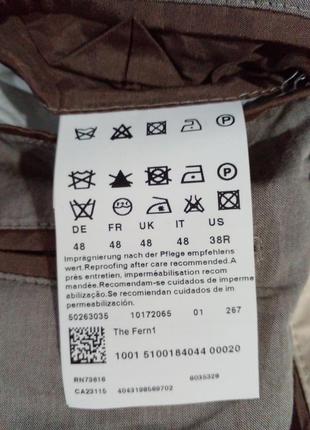 DE FR UK IT US
48 48 48 48 38R
Imprägnierung nach der Pflege empfehlens
wert.Reproofing after care recommended.A
près entretien, imperméabilisation recom
mandée.Recomendam-se cuidados de imperme
abilização.Se recomiendan cuidados de im
permeabilización.
50263035 10172065 01 267
The Fern1
1001 5100184044 00020
RN73616 6035329
CA23115 4043198569702